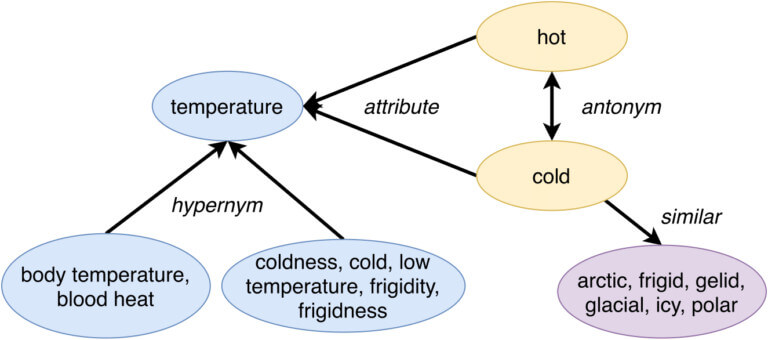 hot
temperature
attribute
antonym
cold
hypernym
similar
body temperature,
blood heat
coldness, cold, low
temperature, frigidity,
frigidness
arctic, frigid, gelid,
glacial, icy, polar